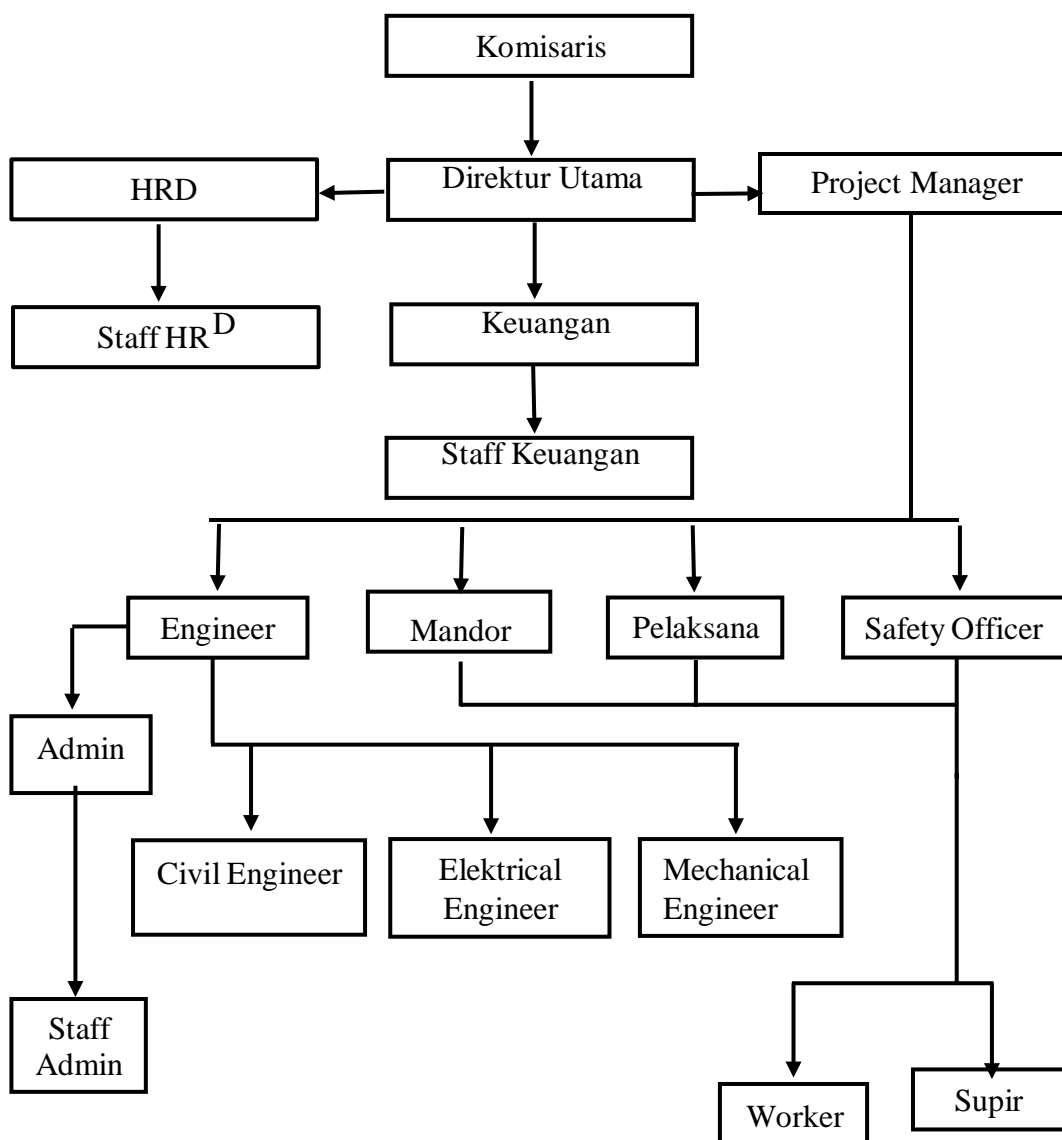 Komisaris
HRD
Direktur Utama
Project Manager
Staff HRD
Keuangan
Staff Keuangan
Engineer
Mandor
Pelaksana
Safety Officer
Admin
Civil Engineer
Elektrical
Engineer
Mechanical
Engineer
Staff
Admin
Worker
Supir